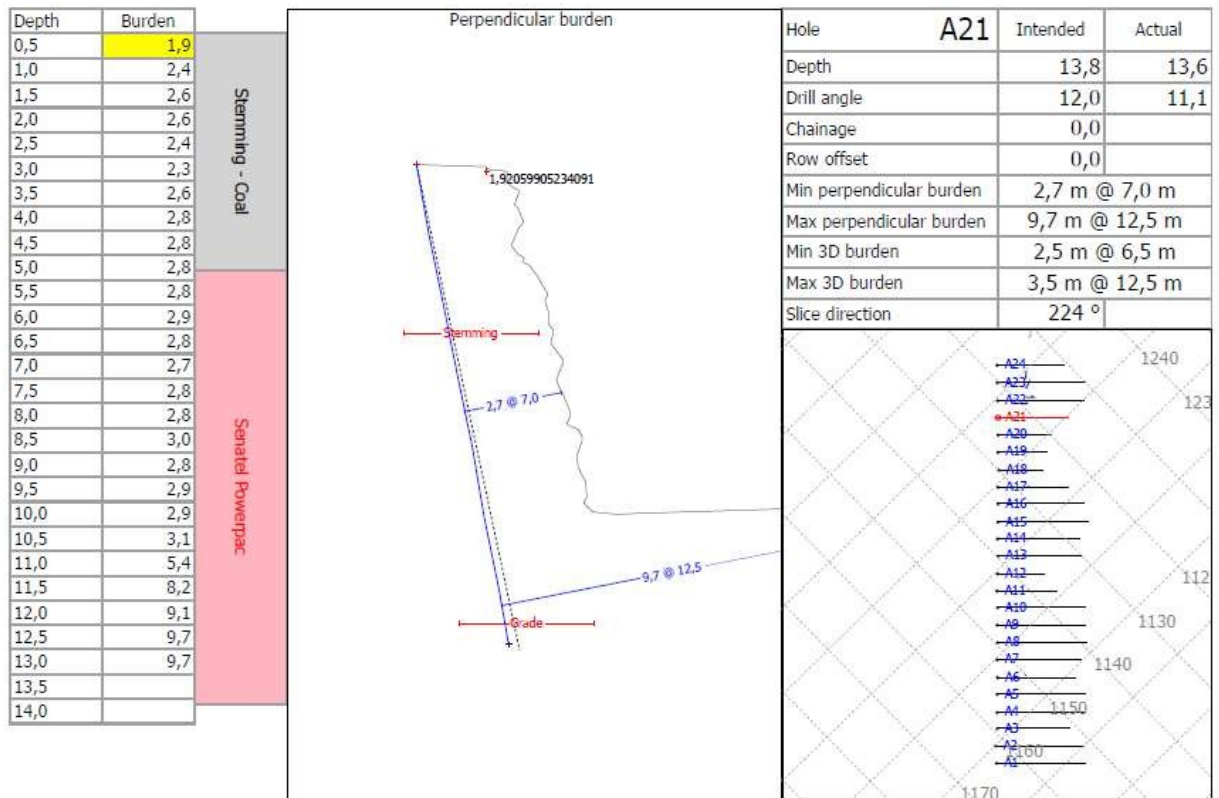 Depth Burden
0,5 1,9
1,0 2,4
1,5 2,6
2,0 2,6
2,5 2,4
3,0 2,3
3,5 2,6
4,0 2,8
4,5 2,8
5,0 2,8
5,5 2,8
6,0 2,9
6,5 2,8
7,0 2,7
7,5 2,8
8,0 2,8
8,5 3,0
9,0 2,8
9,5 2,9
10,0 2,9
10,5 3,1
11,0 5,4
11,5 8,2
12,0 9,1
12,5 9,7
13,0 9,7
13,5
14,0
Stemming - Coal
Senatel Powerpac
Perpendicular burden
1,92059905234091
Stemming
2,7 @ 7,0
9,7 @ 12,5
Grade
Hole A21 Intended Actual
Depth 13,8 13,6
Drill angle 12,0 11,1
Chainage 0,0
Row offset 0,0
Min perpendicular burden 2,7 m @ 7,0 m
Max perpendicular burden 9,7 m @ 12,5 m
Min 3D burden 2,5 m @ 6,5 m
Max 3D burden 3,5 m @ 12,5 m
Slice direction 224 º
1240
A24
A23
123
A22
A21
A20
A19
A18
A17
A16
A15
A14
A13
A12
112
A11
A10
1130
A9
A8
A7
1140
A6
A5
A4
1150
A3
A2
1160
A1
1170